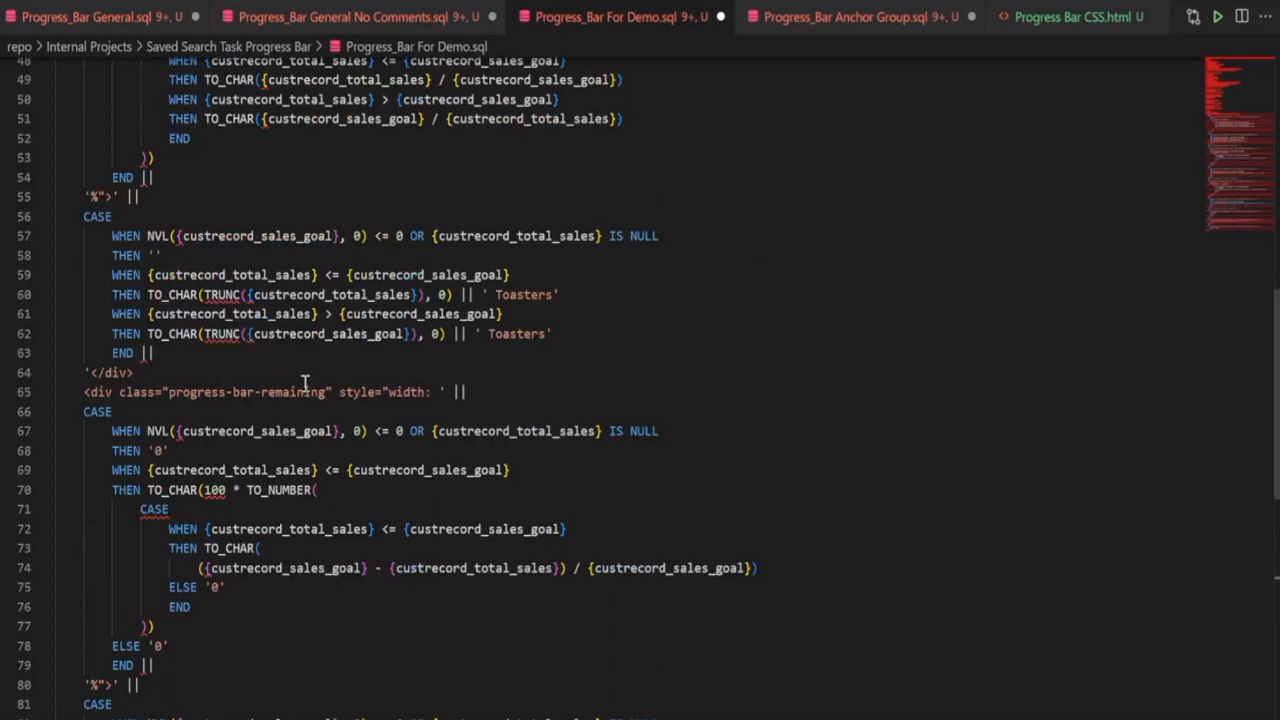 Progress_Bar General.sql 9+, U
Progress_Bar General No Comments.sql 9+, U
Progress_Bar For Demo.sql 9+, U
Progress_Bar Anchor Group.sql 9+, U
<> Progress Bar CSS.html U
repo > Internal Projects > Saved Search Task Progress Bar > Progress_Bar For Demo.sql
48 WHEN {custrecord_total_sales} <= {custrecord_sales_goal}
49 THEN TO_CHAR({custrecord_total_sales} / {custrecord_sales_goal})
50 WHEN {custrecord_total_sales} > {custrecord_sales_goal}
51 THEN TO_CHAR({custrecord_sales_goal} / {custrecord_total_sales})
52 END
53 ))
54 END ||
55 '%">' ||
56 CASE
57 WHEN NVL({custrecord_sales_goal}, 0) <= 0 OR {custrecord_total_sales} IS NULL
58 THEN ''
59 WHEN {custrecord_total_sales} <= {custrecord_sales_goal}
60 THEN TO_CHAR(TRUNC({custrecord_total_sales}), 0) || ' Toasters'
61 WHEN {custrecord_total_sales} > {custrecord_sales_goal}
62 THEN TO_CHAR(TRUNC({custrecord_sales_goal}), 0) || ' Toasters'
63 END ||
64 '</div>
65 <div class="progress-bar-remaining" style="width: ' ||
66 CASE
67 WHEN NVL({custrecord_sales_goal}, 0) <= 0 OR {custrecord_total_sales} IS NULL
68 THEN '0'
69 WHEN {custrecord_total_sales} <= {custrecord_sales_goal}
70 THEN TO_CHAR(100 * TO_NUMBER(
71 CASE
72 WHEN {custrecord_total_sales} <= {custrecord_sales_goal}
73 THEN TO_CHAR(
74 ({custrecord_sales_goal} - {custrecord_total_sales}) / {custrecord_sales_goal})
75 ELSE '0'
76 END
77 ))
78 ELSE '0'
79 END ||
80 '%">' ||
81 CASE